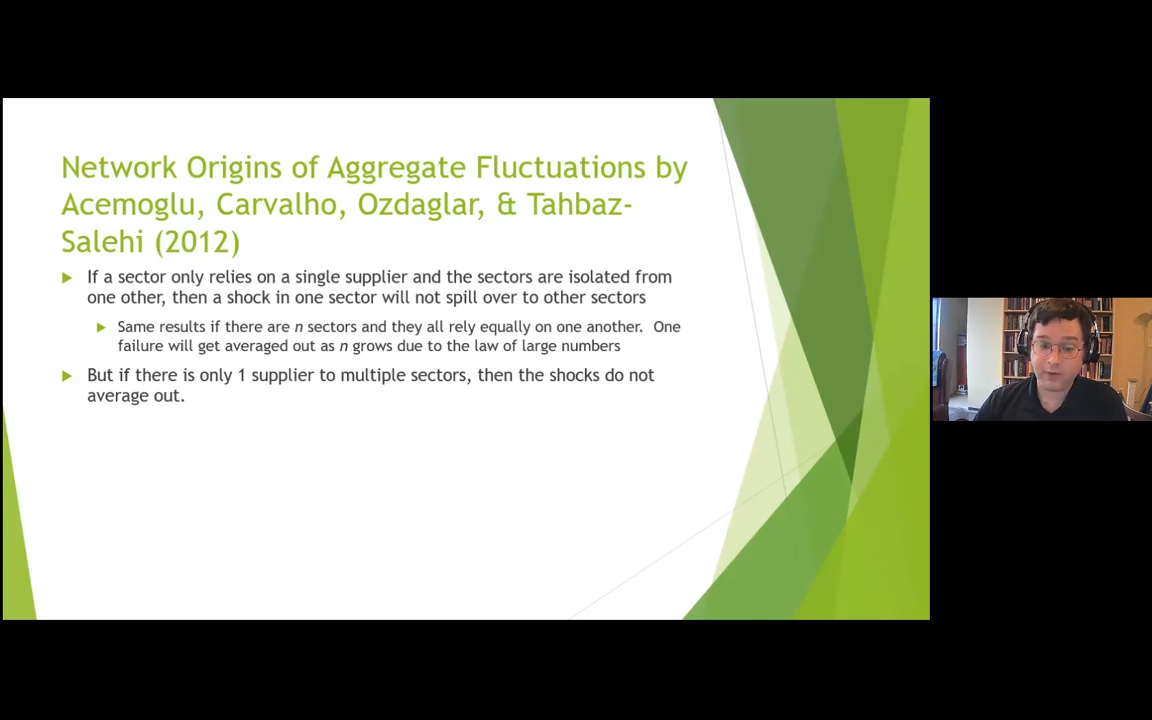 Network Origins of Aggregate Fluctuations by
Acemoglu, Carvalho, Ozdaglar, & Tahbaz-
Salehi (2012)
If a sector only relies on a single supplier and the sectors are isolated from
one other, then a shock in one sector will not spill over to other sectors
Same results if there are n sectors and they all rely equally on one another. One
failure will get averaged out as n grows due to the law of large numbers
But if there is only 1 supplier to multiple sectors, then the shocks do not
average out.